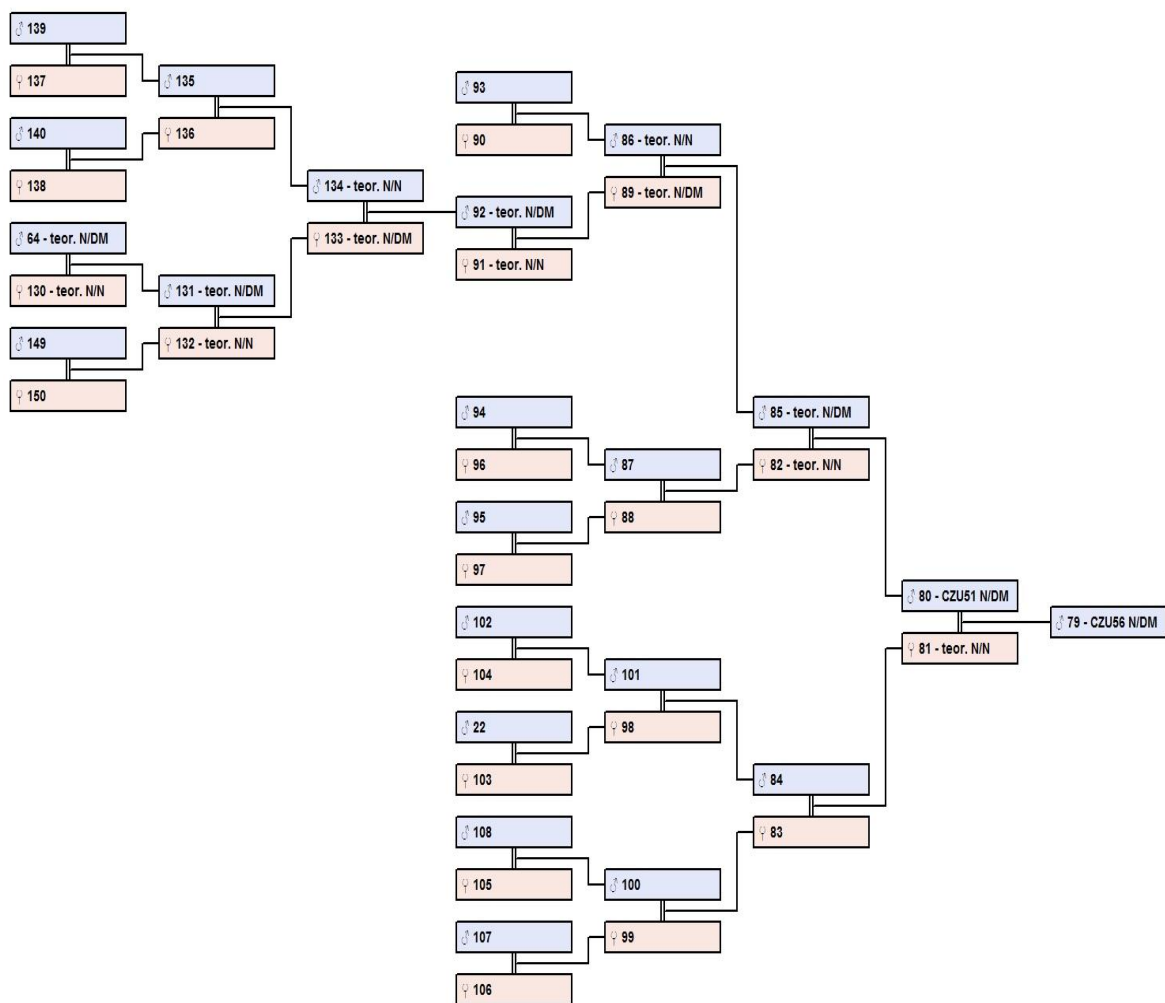 ♂ 139
♀ 137
♂ 135
♂ 140
♀ 136
♀ 138
♂ 134 - teor. N/N
♂ 64 - teor. N/DM
♀ 133 - teor. N/DM
♀ 130 - teor. N/N
♂ 131 - teor. N/DM
♂ 149
♀ 132 - teor. N/N
♀ 150
♂ 93
♀ 90
♂ 86 - teor. N/N
♀ 89 - teor. N/DM
♂ 92 - teor. N/DM
♀ 91 - teor. N/N
♂ 94
♀ 96
♂ 87
♂ 95
♀ 88
♀ 97
♂ 85 - teor. N/DM
♀ 82 - teor. N/N
♂ 102
♀ 104
♂ 101
♂ 22
♀ 98
♀ 103
♂ 84
♀ 83
♂ 108
♀ 105
♂ 100
♂ 107
♀ 99
♀ 106
♂ 80 - CZU51 N/DM
♀ 81 - teor. N/N
♂ 79 - CZU56 N/DM